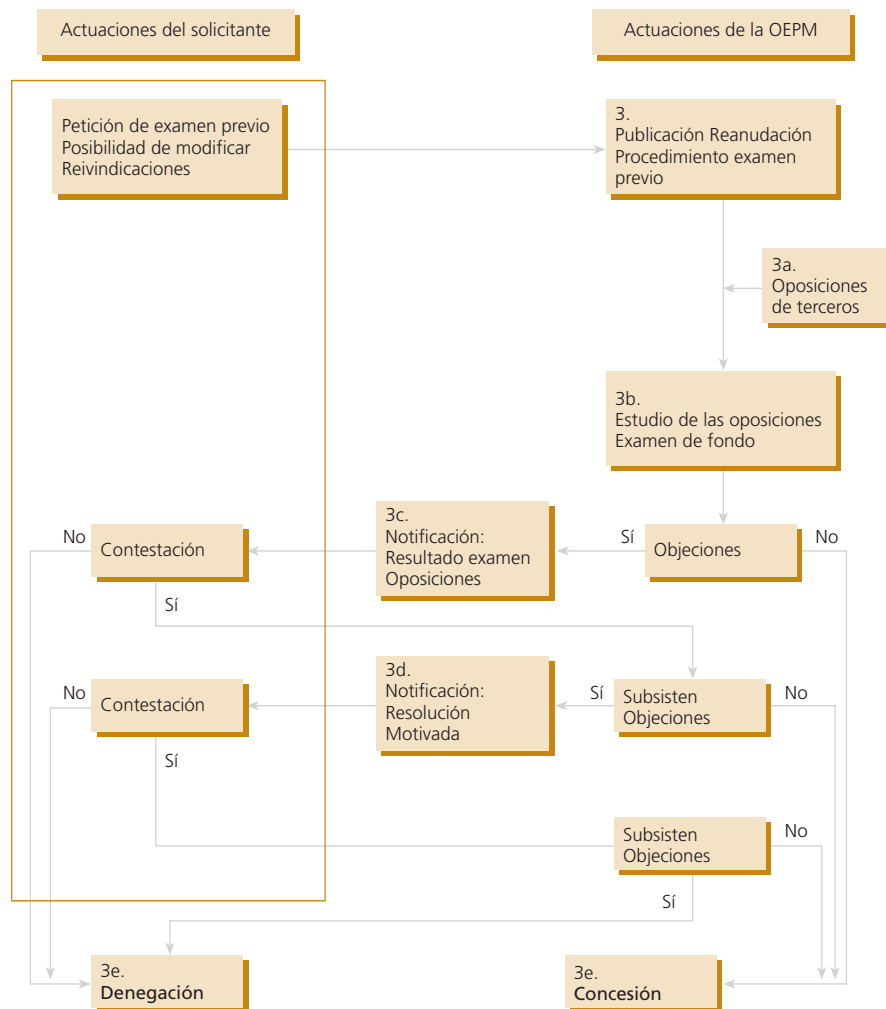 Actuaciones del solicitante
Actuaciones de la OEPM
Petición de examen previo
Posibilidad de modificar
Reivindicaciones
3.
Publicación Reanudación
Procedimiento examen
previo
3a.
Oposiciones
de terceros
3b.
Estudio de las oposiciones
Examen de fondo
No
Contestación
Sí
3c.
Notificación:
Resultado examen
Oposiciones
Sí
Objeciones
No
No
Contestación
Sí
3d.
Notificación:
Resolución
Motivada
Sí
Subsisten
Objeciones
No
Subsisten
Objeciones
No
Sí
3e.
Denegación
3e.
Concesión